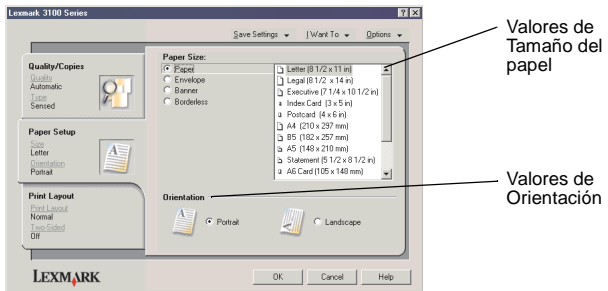 Lexmark 3100 Series
Save Settings
I Want To
Options
Quality/Copies
Quality
Automatic
Type
Sensed
Paper Setup
Size
Letter
Orientation
Portrait
Print Layout
Print Layout
Normal
Two-Sided
Off
Paper Size:
Paper
Envelope
Banner
Borderless
Letter (8 1/2 x 11 in)
Legal (8 1/2 x 14 in)
Executive (7 1/4 x 10 1/2 in)
Index Card (3 x 5 in)
Postcard (4 x 6 in)
A4 (210 x 297 mm)
B5 (182 x 257 mm)
A5 (148 x 210 mm)
Statement (5 1/2 x 8 1/2 in)
A6 Card (105 x 148 mm)
Orientation
Portrait
Landscape
LEXMARK
OK
Cancel
Help
Valores de
Tamaño del
papel
Valores de
Orientación